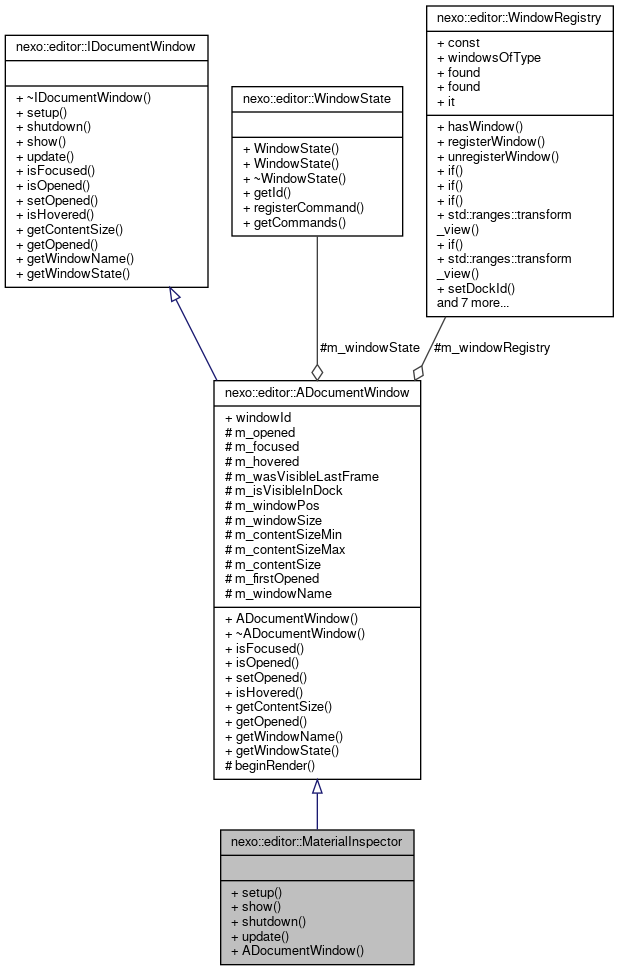 nexo::editor::IDocumentWindow
+ ~IDocumentWindow()
+ setup()
+ shutdown()
+ show()
+ update()
+ isFocused()
+ isOpened()
+ setOpened()
+ isHovered()
+ getContentSize()
+ getOpened()
+ getWindowName()
+ getWindowState()
nexo::editor::WindowState
+ WindowState()
+ WindowState()
+ ~WindowState()
+ getId()
+ registerCommand()
+ getCommands()
nexo::editor::WindowRegistry
+ const
+ windowsOfType
+ found
+ found
+ it
+ hasWindow()
+ registerWindow()
+ unregisterWindow()
+ if()
+ if()
+ if()
+ std::ranges::transform
_view()
+ if()
+ std::ranges::transform
_view()
+ setDockId()
and 7 more...
#m_windowState
#m_windowRegistry
nexo::editor::ADocumentWindow
+ windowId
# m_opened
# m_focused
# m_hovered
# m_wasVisibleLastFrame
# m_isVisibleInDock
# m_windowPos
# m_windowSize
# m_contentSizeMin
# m_contentSizeMax
# m_contentSize
# m_firstOpened
# m_windowName
+ ADocumentWindow()
+ ~ADocumentWindow()
+ isFocused()
+ isOpened()
+ setOpened()
+ isHovered()
+ getContentSize()
+ getOpened()
+ getWindowName()
+ getWindowState()
# beginRender()
nexo::editor::MaterialInspector
+ setup()
+ show()
+ shutdown()
+ update()
+ ADocumentWindow()